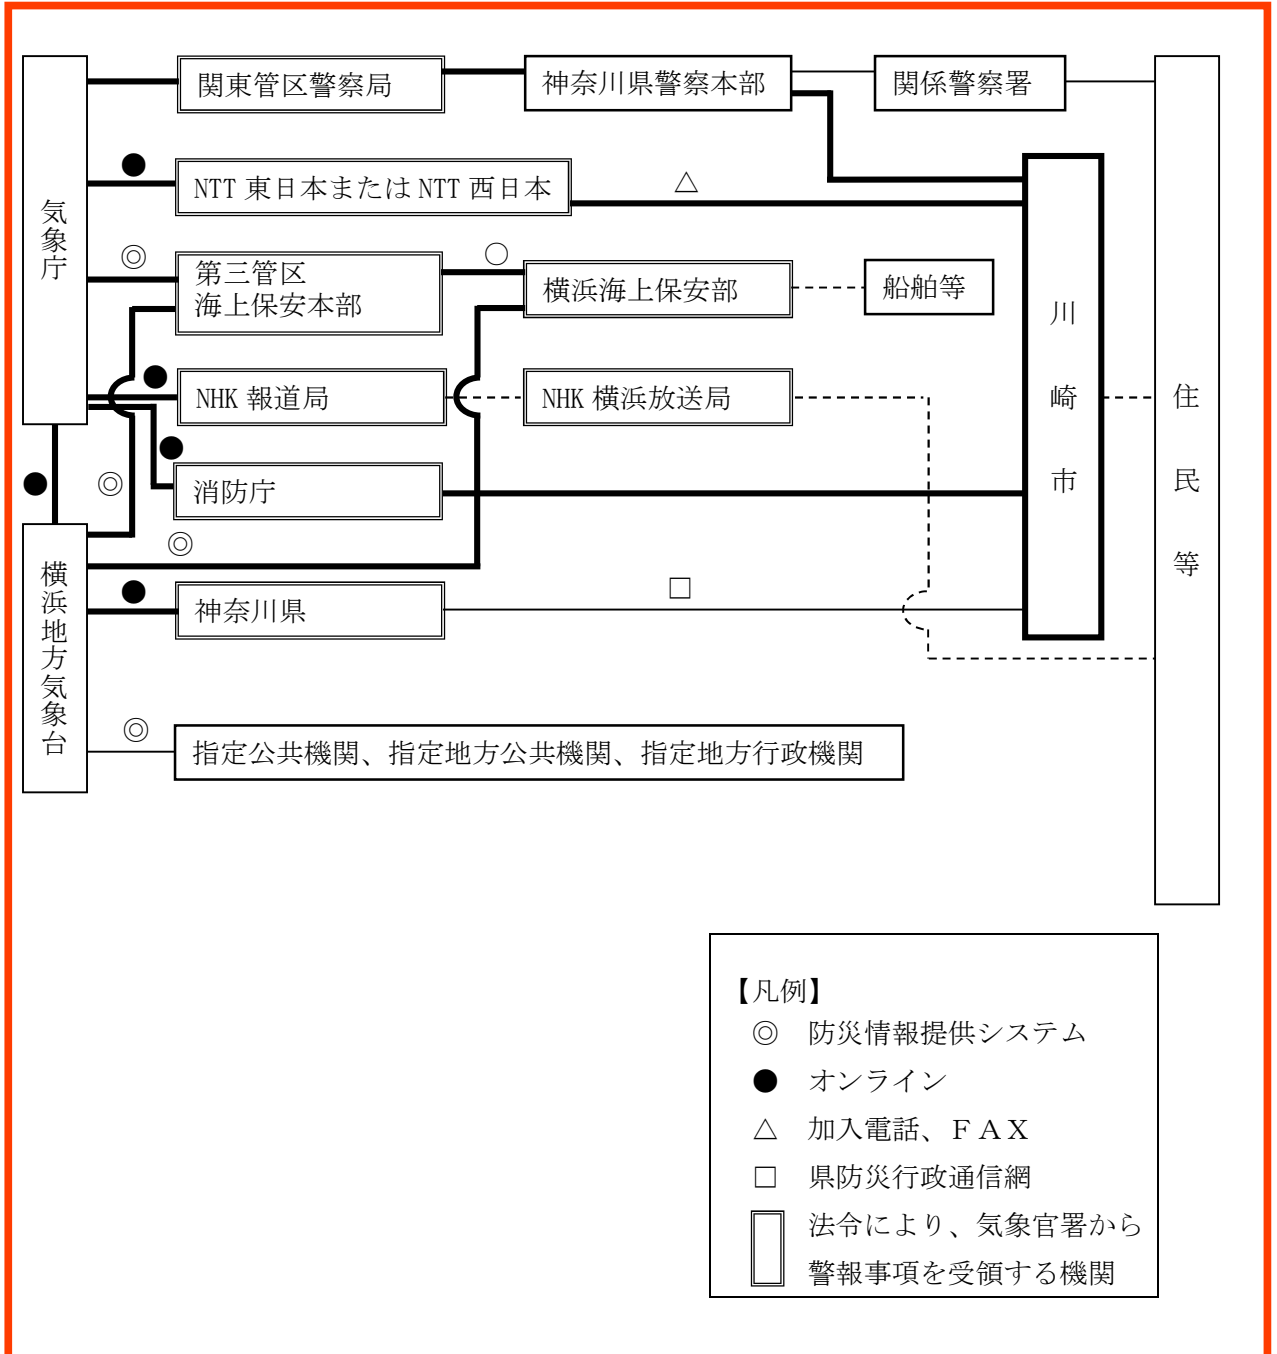 関東管区警察局
神奈川県警察本部
関係警察署
●
NTT 東日本または NTT 西日本
△
気象庁
◎
第三管区
海上保安本部
○
横浜海上保安部
船舶等
川崎市
住民等
●
NHK 報道局
NHK 横浜放送局
●
消防庁
●
◎
◎
横浜地方気象台
●
神奈川県
□
◎
指定公共機関、指定地方公共機関、指定地方行政機関
【凡例】
◎ 防災情報提供システム
● オンライン
△ 加入電話、ＦＡＸ
□ 県防災行政通信網
法令により、気象官署から
警報事項を受領する機関